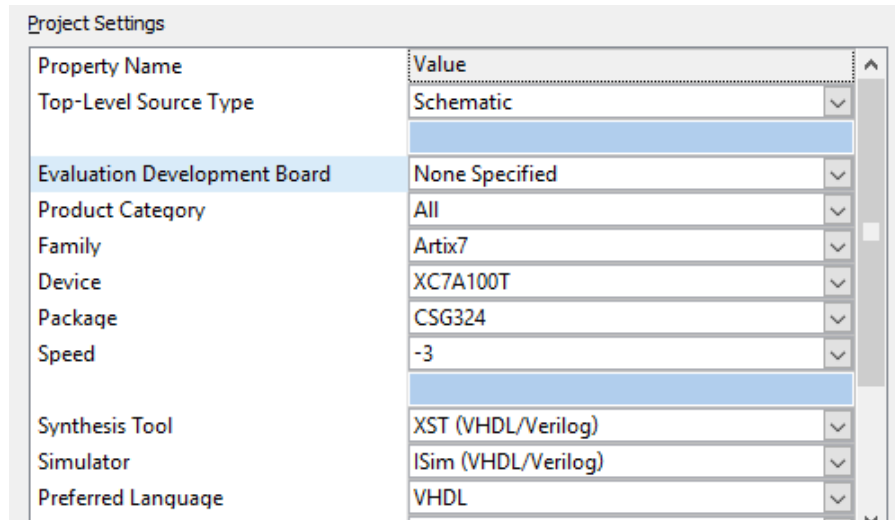 Project Settings
Property Name Value
Top-Level Source Type Schematic
Evaluation Development Board None Specified
Product Category All
Family Artix7
Device XC7A100T
Package CSG324
Speed -3
Synthesis Tool XST (VHDL/Verilog)
Simulator ISim (VHDL/Verilog)
Preferred Language VHDL